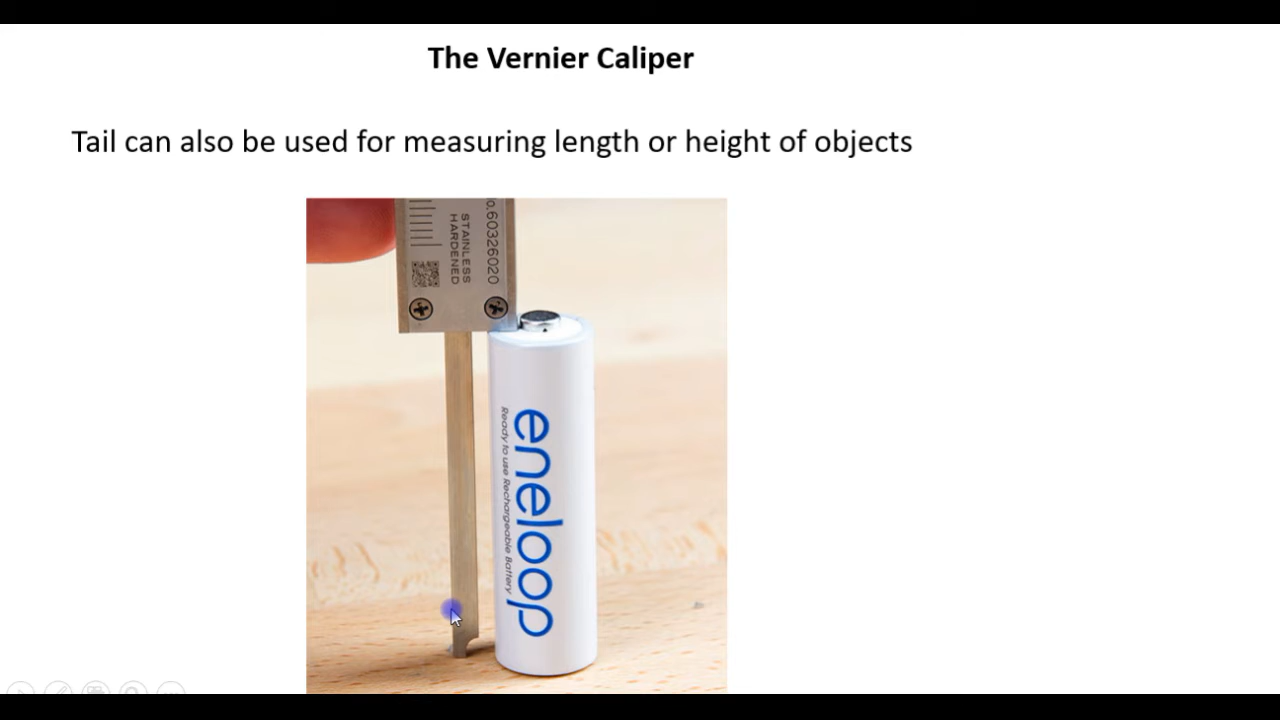 The Vernier Caliper
Tail can also be used for measuring length or height of objects
o.60326020
STAINLESS
HARDENED
eneloop
Ready to use Rechargeable Battery